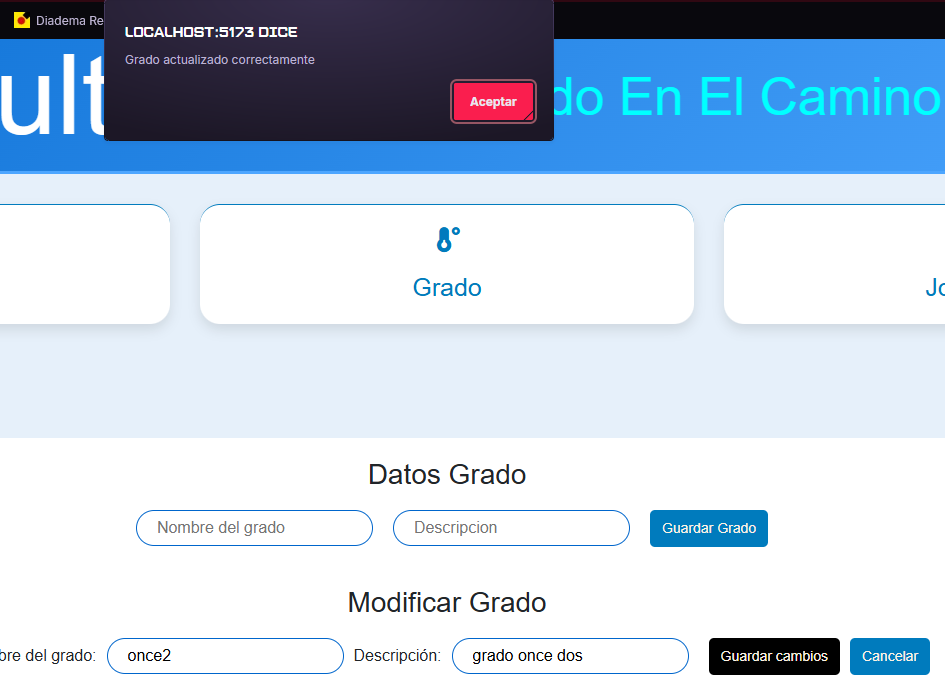 Diadema Re
LOCALHOST:5173 DICE
Grado actualizado correctamente
Aceptar
ult
do En El Camino
Grado
Jo
Datos Grado
Nombre del grado
Descripcion
Guardar Grado
Modificar Grado
bre del grado:
once2
Descripción:
grado once dos
Guardar cambios
Cancelar